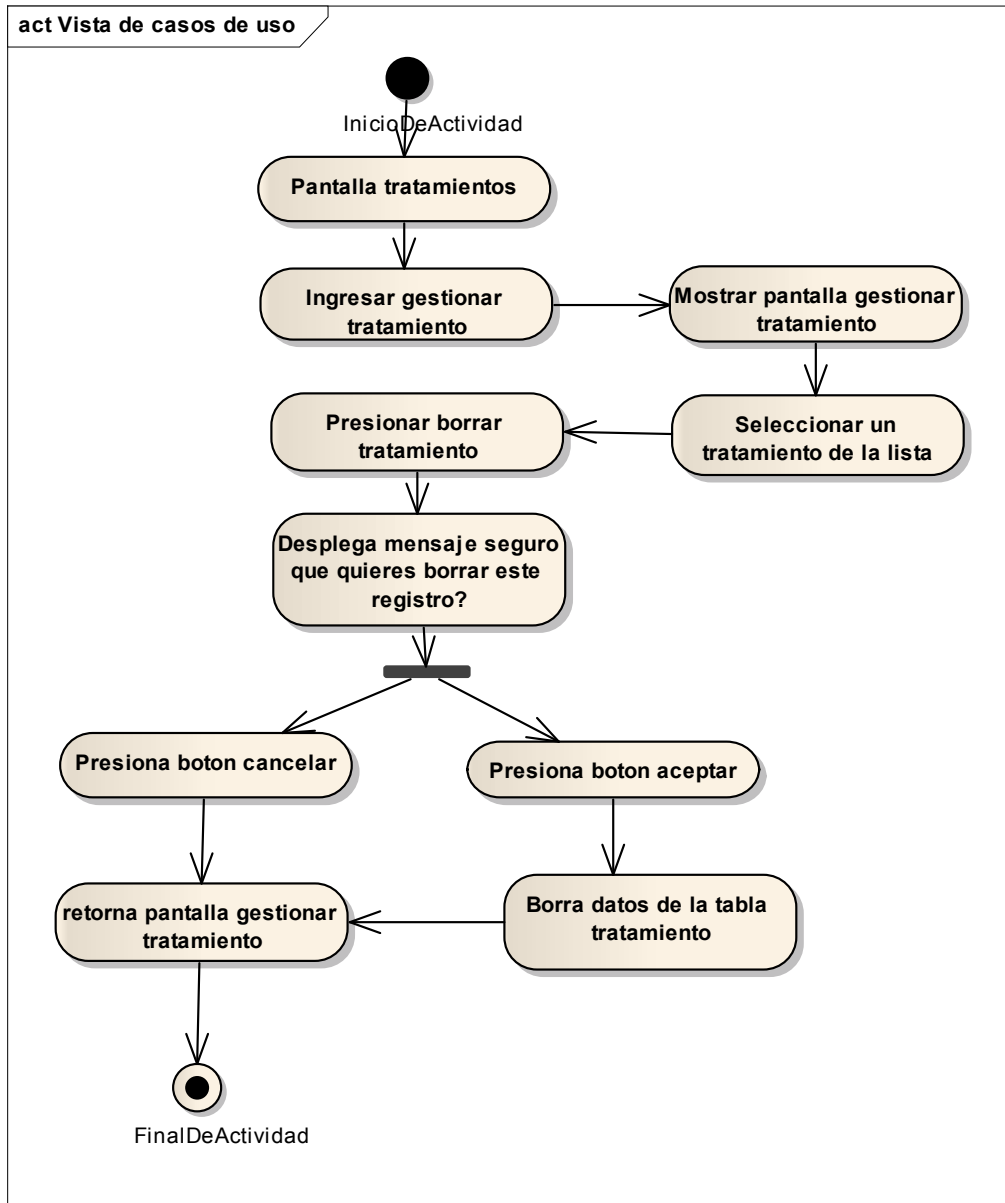 act Vista de casos de uso
InicioDeActividad
Pantalla tratamientos
Ingresar gestionar
tratamiento
Mostrar pantalla gestionar
tratamiento
Seleccionar un
tratamiento de la lista
Presionar borrar
tratamiento
Desplega mensaje seguro
que quieres borrar este
registro?
Presiona boton cancelar
Presiona boton aceptar
Borra datos de la tabla
tratamiento
retorna pantalla gestionar
tratamiento
FinalDeActividad